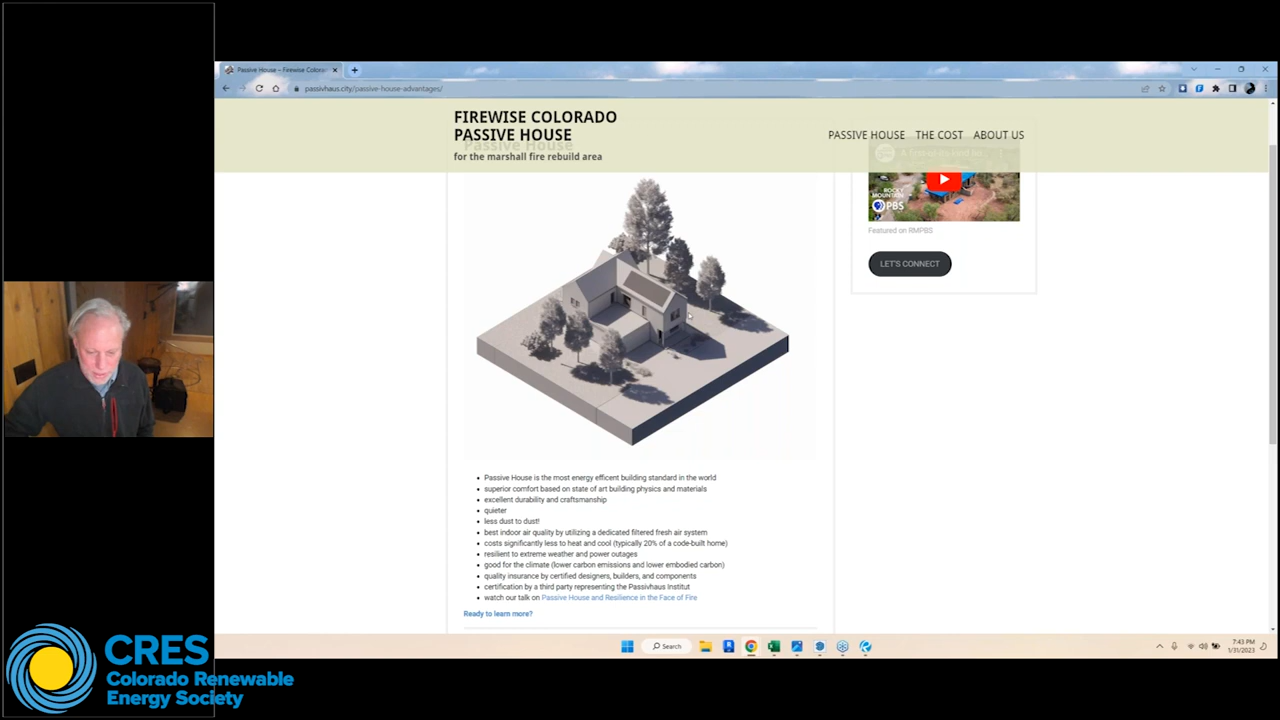 Passive House – Firewise Colora
passivhaus.city/passive-house-advantages/
FIREWISE COLORADO
PASSIVE HOUSE
for the marshall fire rebuild area
PASSIVE HOUSE THE COST ABOUT US
Passive House
ROCKY MOUNTAIN
PBS
Featured on RMPBS
LET'S CONNECT
• Passive House is the most energy efficent building standard in the world
• superior comfort based on state of art building physics and materials
• excellent durability and craftsmanship
• quieter
• less dust to dust!
• best indoor air quality by utilizing a dedicated filtered fresh air system
• costs significantly less to heat and cool (typically 20% of a code-built home)
• resilient to extreme weather and power outages
• good for the climate (lower carbon emissions and lower embodied carbon)
• quality insurance by certified designers, builders, and components
• certification by a third party representing the Passivhaus Institut
• watch our talk on Passive House and Resilience in the Face of Fire
Ready to learn more?
Search
7:43 PM
1/31/2023
CRES
Colorado Renewable
Energy Society